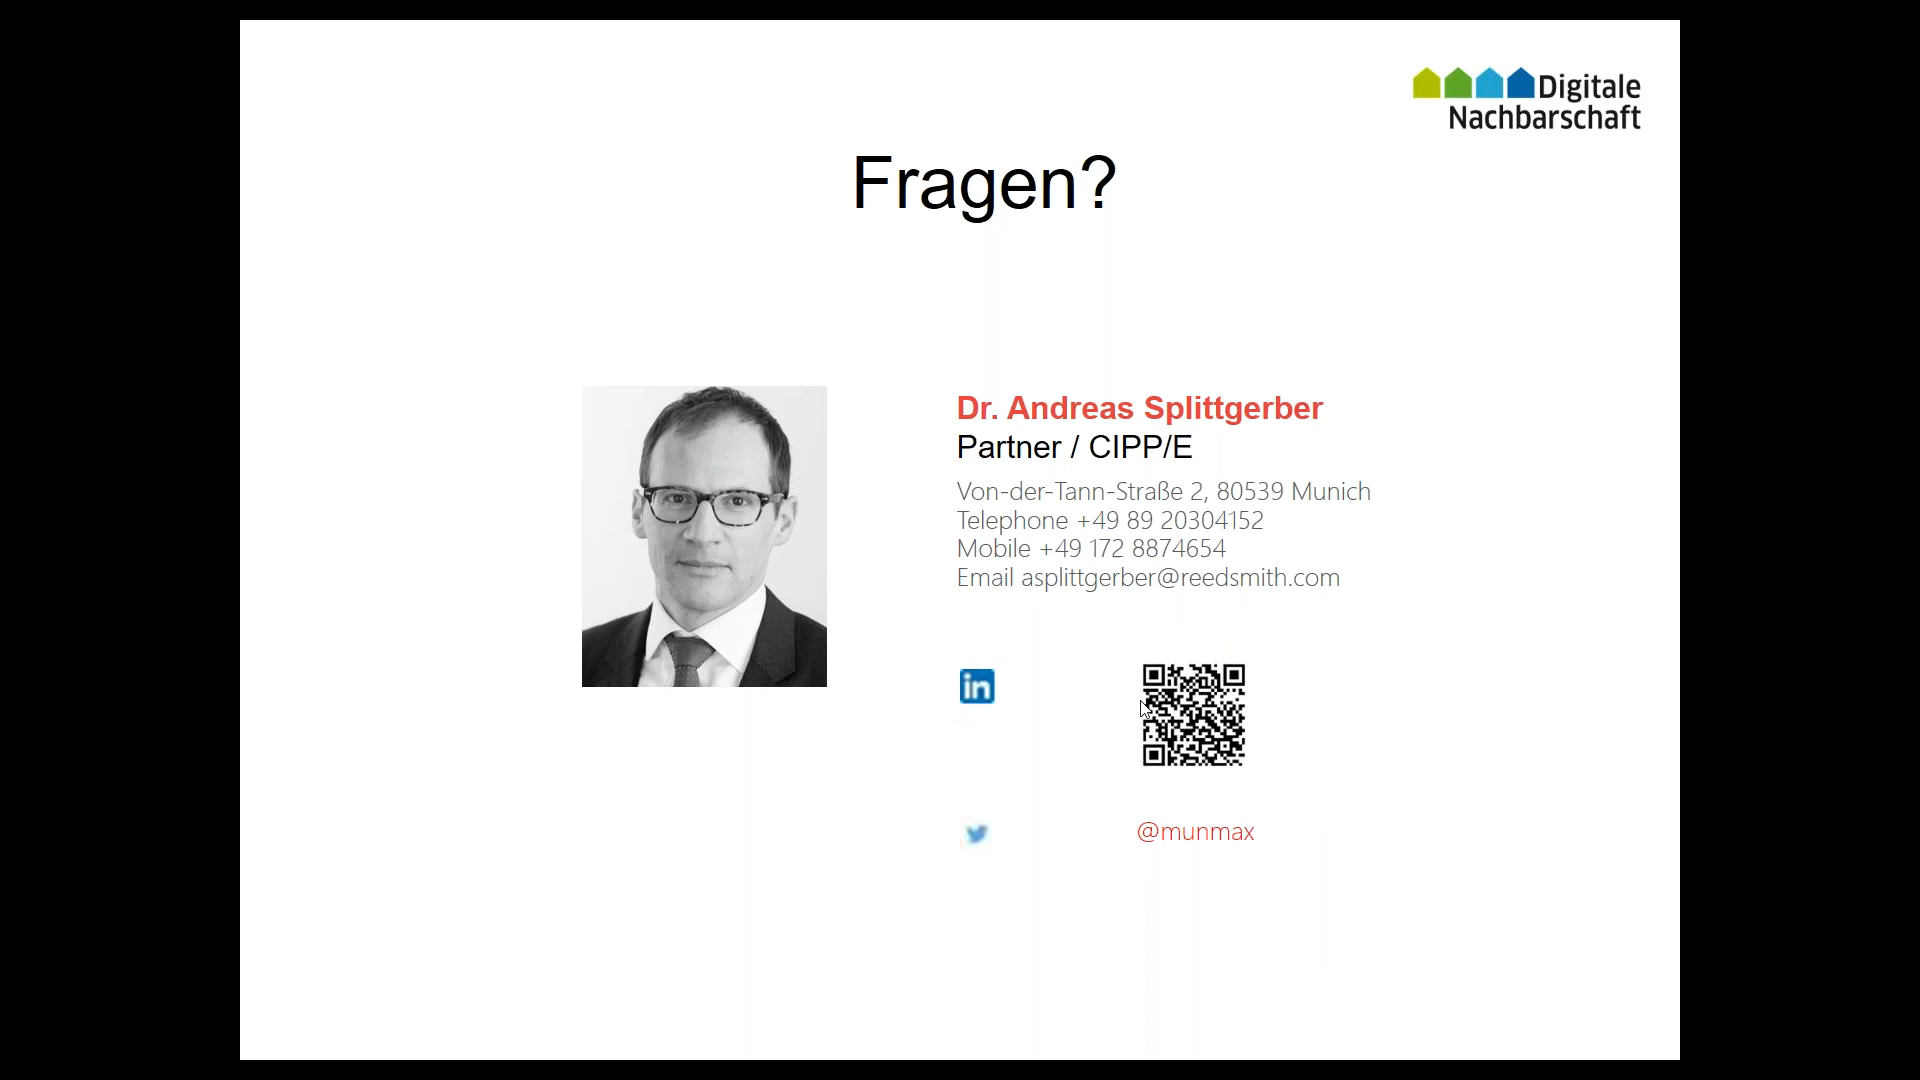 Digitale
Nachbarschaft
Fragen?
Dr. Andreas Splittgerber
Partner / CIPP/E
Von-der-Tann-Straße 2, 80539 Munich
Telephone +49 89 20304152
Mobile +49 172 8874654
Email asplittgerber@reedsmith.com
in
@munmax